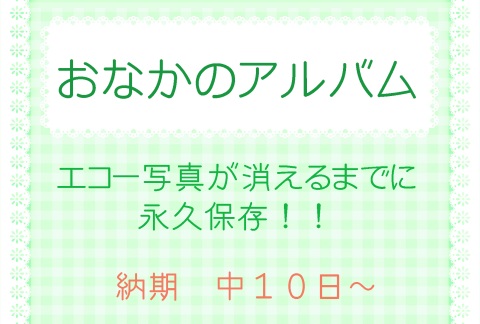 おなかのアルバム
エコー写真が消えるまでに
永久保存！！
納期　中１０日～